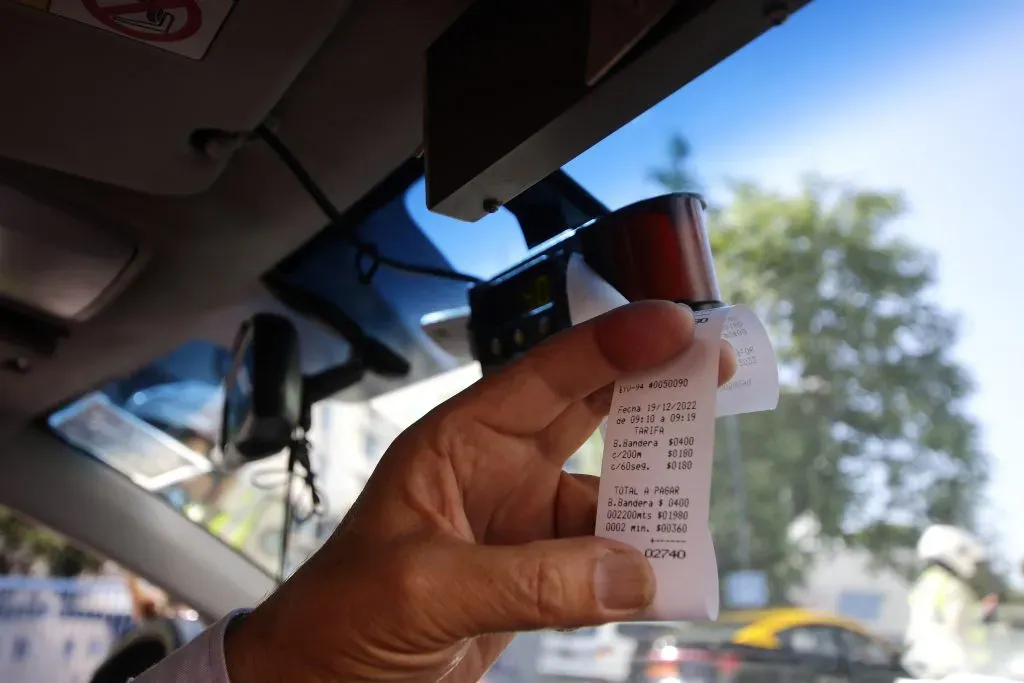 #0050090
Fecha 19/12/2022
de 09:10 a 09:19
TARIFA
B.Bandera $0400
c/200m $0180
c/60seg. $0180
TOTAL A PAGAR
B.Bandera $ 0400
002200mts $01980
0002 min. $00360
+------
02740